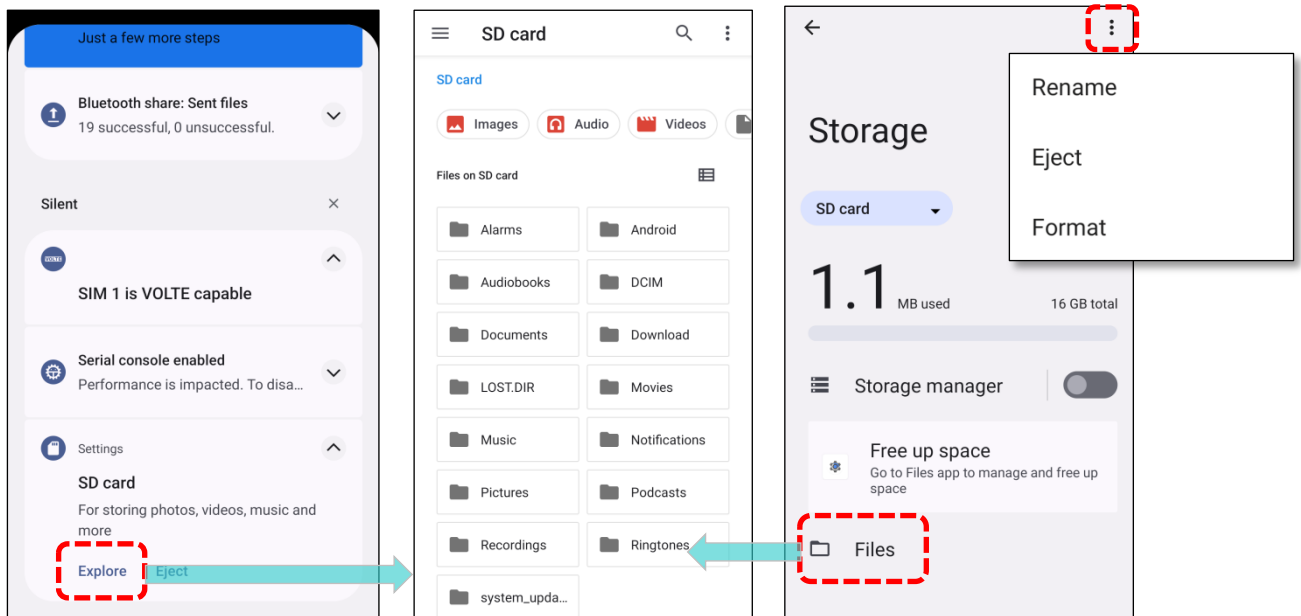 Just a few more steps
Bluetooth share: Sent files
19 successful, 0 unsuccessful.
Silent
VOLTE
SIM 1 is VOLTE capable
Serial console enabled
Performance is impacted. To disa...
Settings
SD card
For storing photos, videos, music and
more
Explore Eject
SD card
SD card
Images Audio Videos
Files on SD card
Alarms Android
Audiobooks DCIM
Documents Download
LOST.DIR Movies
Music Notifications
Pictures Podcasts
Recordings Ringtones
system_upda...
Rename
Eject
Format
Storage
SD card
1.1 MB used 16 GB total
Storage manager
Free up space
Go to Files app to manage and free up
space
Files